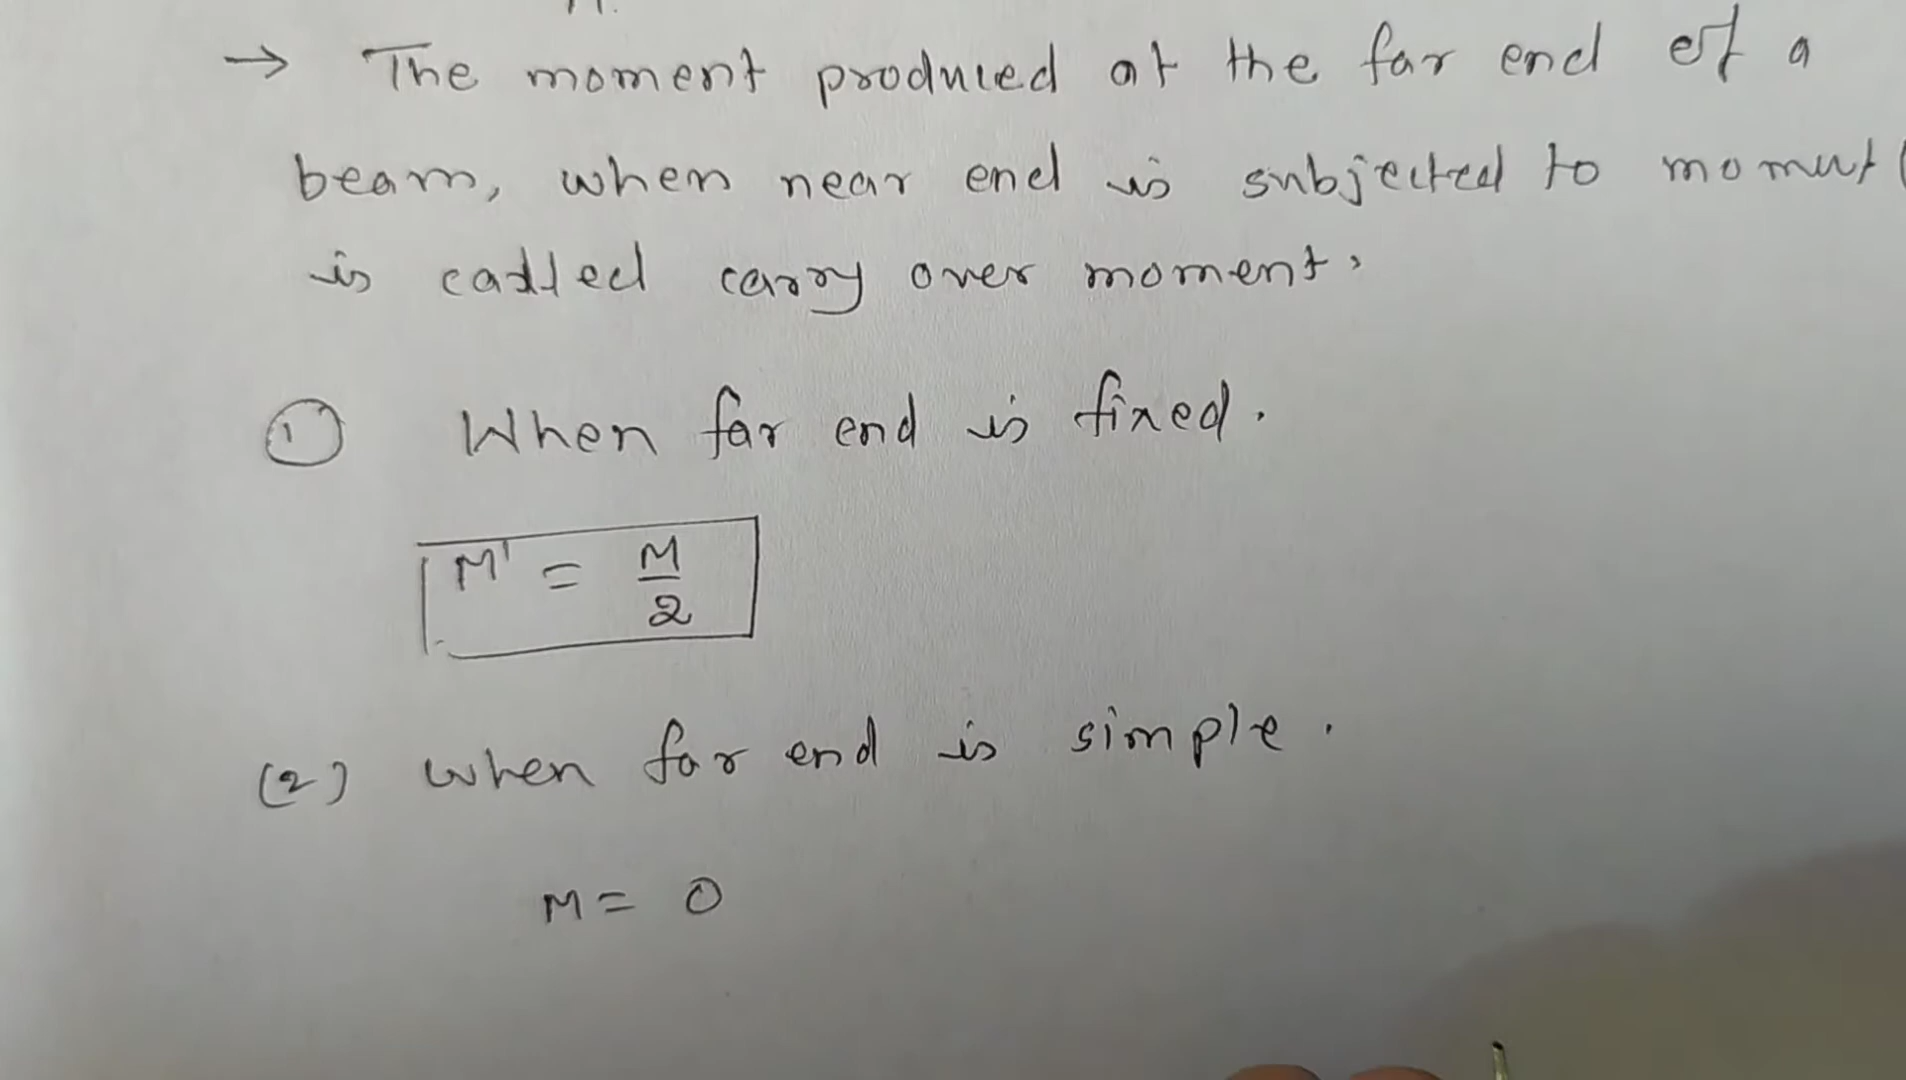 → The moment produced at the far end of a
beam, when near end is subjected to moment (
is called carry over moment.
① When far end is fixed.
M' = M/2
(2) when far end is simple.
M = 0